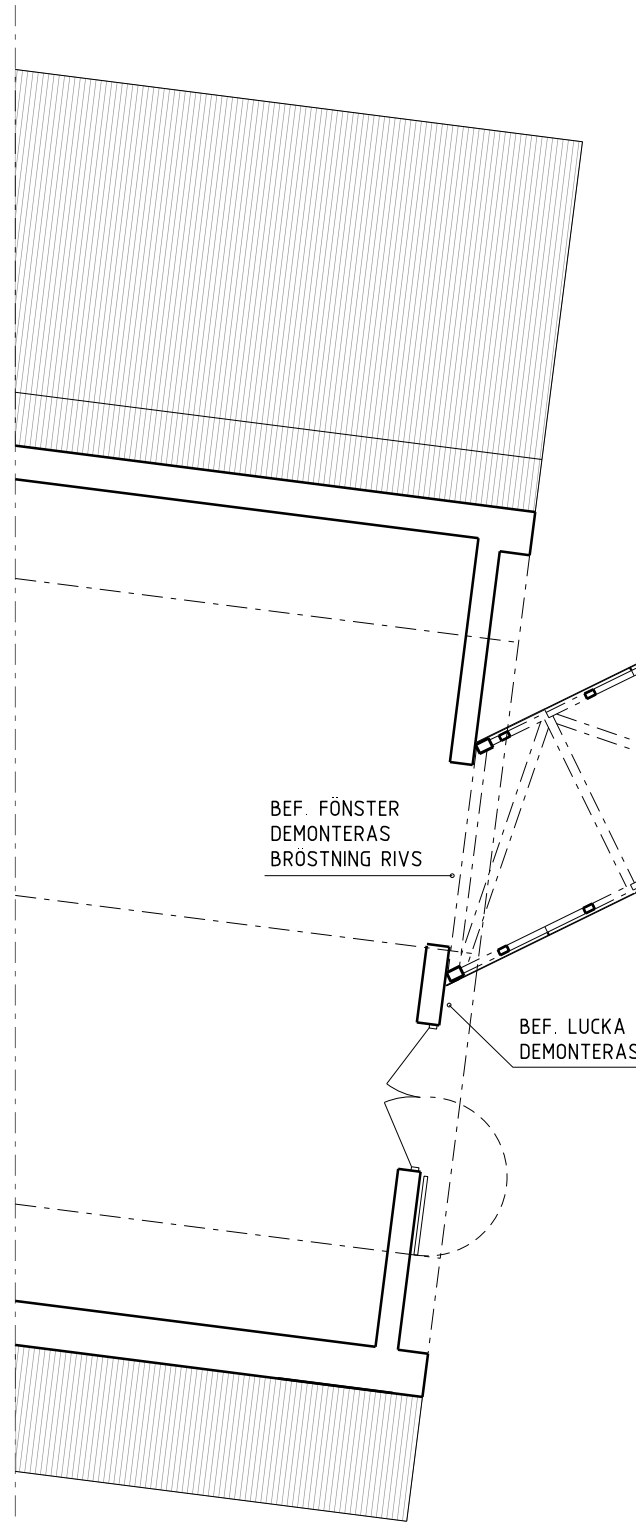 BEF. FÖNSTER
DEMONTERAS
BRÖSTNING RIVS
BEF. LUCKA
DEMONTERAS